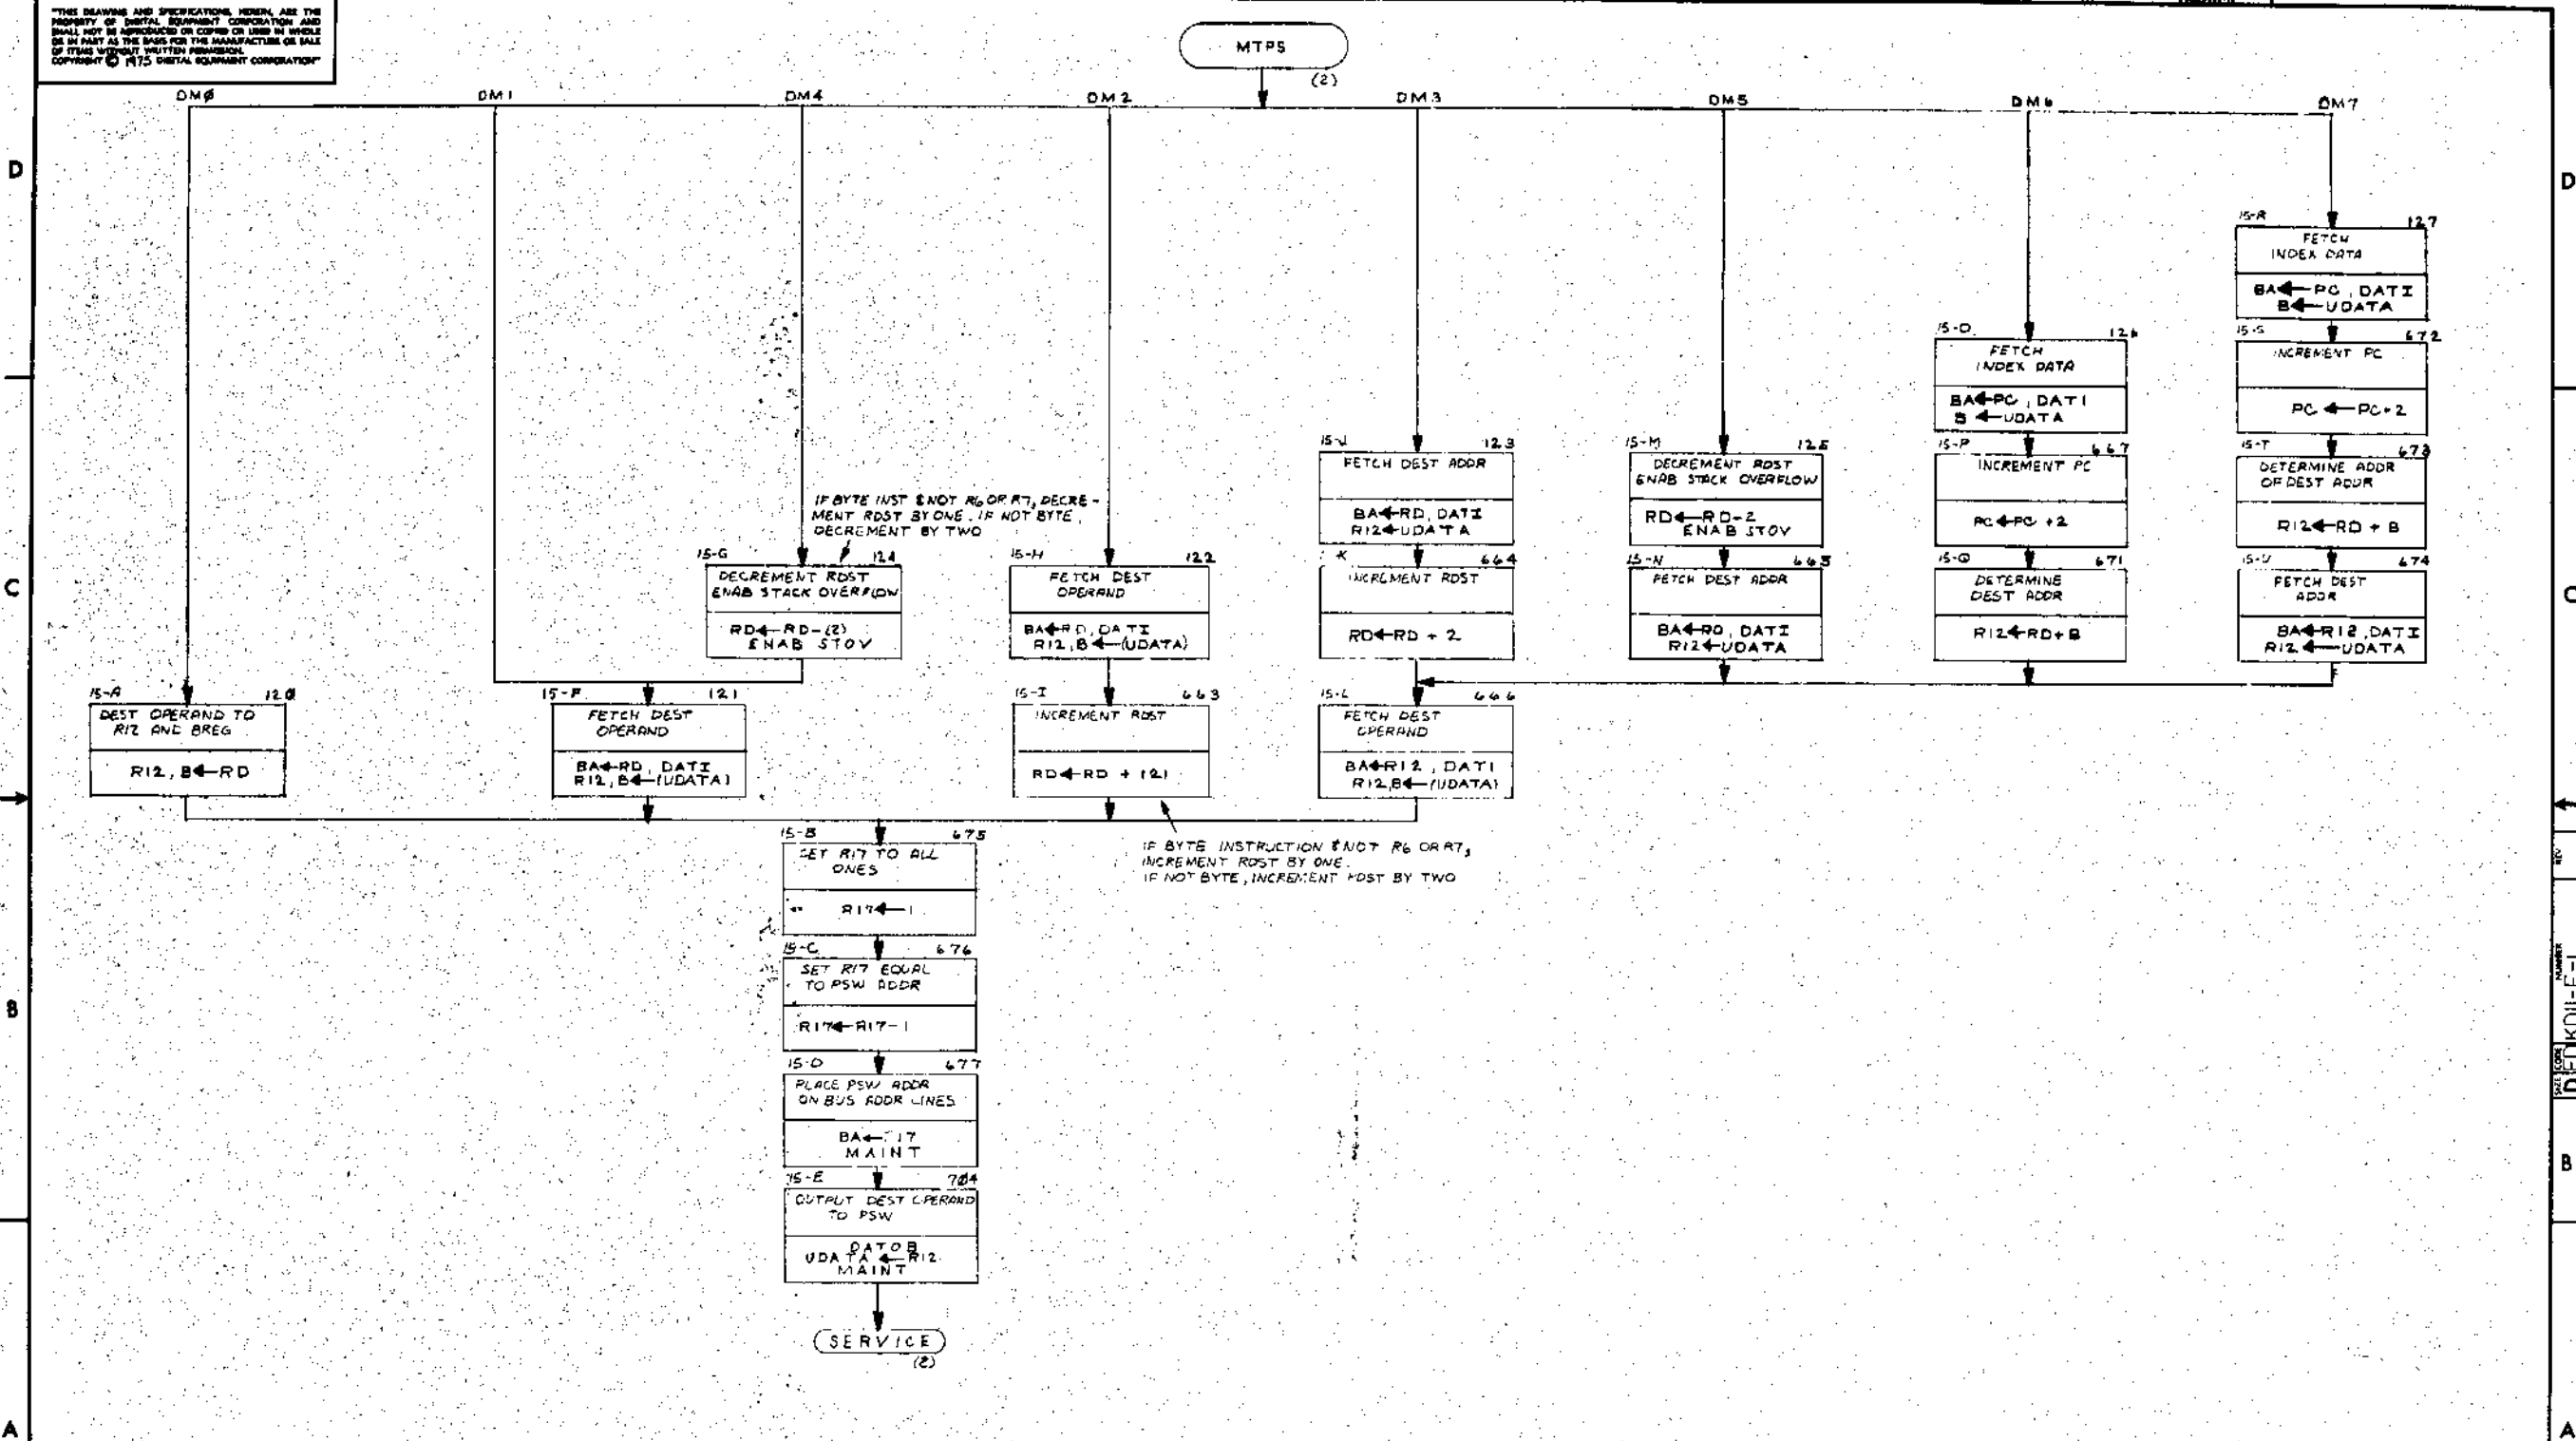 "THIS DRAWING AND SPECIFICATIONS, HEREIN, ARE THE
PROPERTY OF DIGITAL EQUIPMENT CORPORATION AND
SHALL NOT BE REPRODUCED OR COPIED OR USED IN WHOLE
OR IN PART AS THE BASIS FOR THE MANUFACTURE OR SALE
OF ITEMS WITHOUT WRITTEN PERMISSION.
COPYRIGHT © 1975 DIGITAL EQUIPMENT CORPORATION"
MTPS
(2)
DMØ
DM1
DM4
DM2
DM3
DM5
DM6
DM7
D
D
15-R 127
FETCH
INDEX DATA
BA←PC, DATI
B←UDATA
15-S 672
INCREMENT PC
PC←PC+2
15-T 673
DETERMINE ADDR
OF DEST ADDR
R12←RD + B
15-U 674
FETCH DEST
ADDR
BA←R12, DATI
R12←UDATA
15-O 126
FETCH
INDEX DATA
BA←PC, DATI
B←UDATA
15-P 667
INCREMENT PC
PC←PC +2
15-Q 671
DETERMINE
DEST ADDR
R12←RD+B
15-M 125
DECREMENT RDST
ENAB STACK OVERFLOW
RD←RD-2
ENAB STOV
15-N 665
FETCH DEST ADDR
BA←RD, DATI
R12←UDATA
15-J 123
FETCH DEST ADDR
BA←RD, DATI
R12←UDATA
K 664
INCREMENT RDST
RD←RD + 2
15-L 666
FETCH DEST
OPERAND
BA←R12, DATI
R12,B←(UDATA)
15-H 122
FETCH DEST
OPERAND
BA←RD, DATI
R12,B←(UDATA)
15-I 663
INCREMENT RDST
RD←RD + (2)
IF BYTE INST & NOT R6 OR R7, DECRE-
MENT RDST BY ONE. IF NOT BYTE,
DECREMENT BY TWO
15-G 124
DECREMENT RDST
ENAB STACK OVERFLOW
RD←RD-(2)
ENAB STOV
15-F 121
FETCH DEST
OPERAND
BA←RD, DATI
R12,B←(UDATA)
15-A 12Ø
DEST OPERAND TO
R12 AND BREG
R12, B←RD
C
C
IF BYTE INSTRUCTION & NOT R6 OR R7,
INCREMENT RDST BY ONE.
IF NOT BYTE, INCREMENT RDST BY TWO
15-B 675
SET R17 TO ALL
ONES
R17←1
15-C 676
SET R17 EQUAL
TO PSW ADDR
R17←R17-1
15-D 677
PLACE PSW ADDR
ON BUS ADDR LINES
BA← 17
MAINT
15-E 7Ø4
OUTPUT DEST OPERAND
TO PSW
DATOB
UDATA←R12
MAINT
SERVICE
(2)
B
B
REV
NUMBER
SIZE CODE
D FD KD11-E-1
A
A